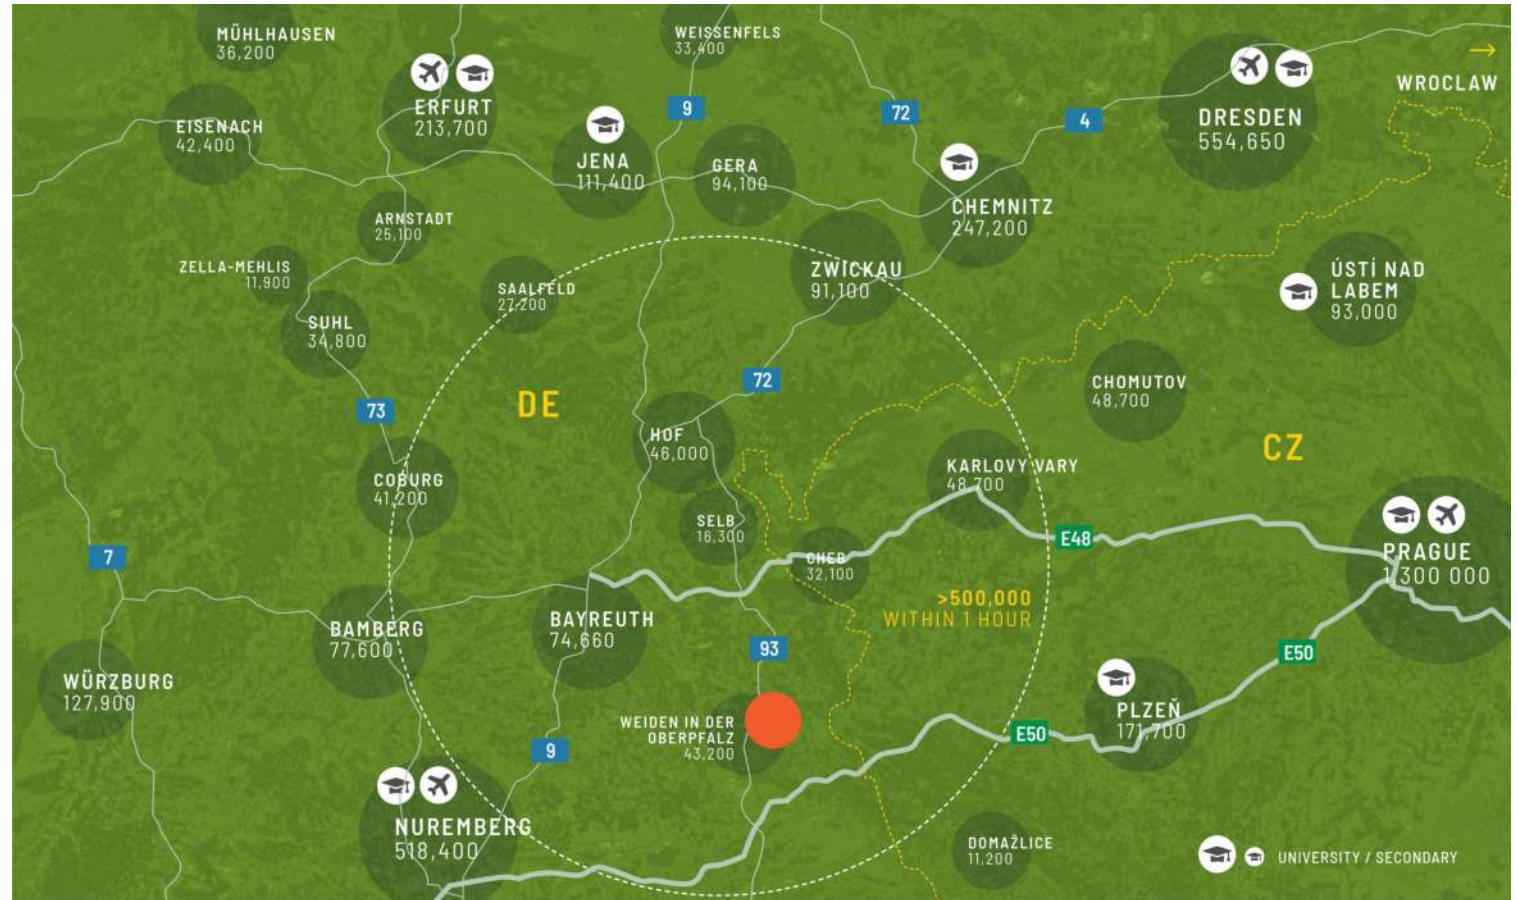 MÜHLHAUSEN
36,200
WEISSENFELS
33,400
WROCLAW
ERFURT
213,700
9
72
4
DRESDEN
554,650
EISENACH
42,400
JENA
111,400
GERA
94,100
CHEMNITZ
247,200
ARNSTADT
25,100
ZELLA-MEHLIS
11,900
SAALFELD
27,200
ZWICKAU
91,100
ÚSTÍ NAD
LABEM
93,000
SUHL
34,800
72
73
DE
CHOMUTOV
48,700
HOF
46,000
CZ
COBURG
41,200
KARLOVY VARY
48,700
SELB
16,300
E48
PRAGUE
1,300 000
7
CHEB
32,100
>500,000
WITHIN 1 HOUR
BAMBERG
77,600
BAYREUTH
74,660
93
E50
WÜRZBURG
127,900
PLZEŇ
171,700
WEIDEN IN DER
OBERPFALZ
43,200
E50
9
NUREMBERG
518,400
DOMAŽLICE
11,200
UNIVERSITY / SECONDARY